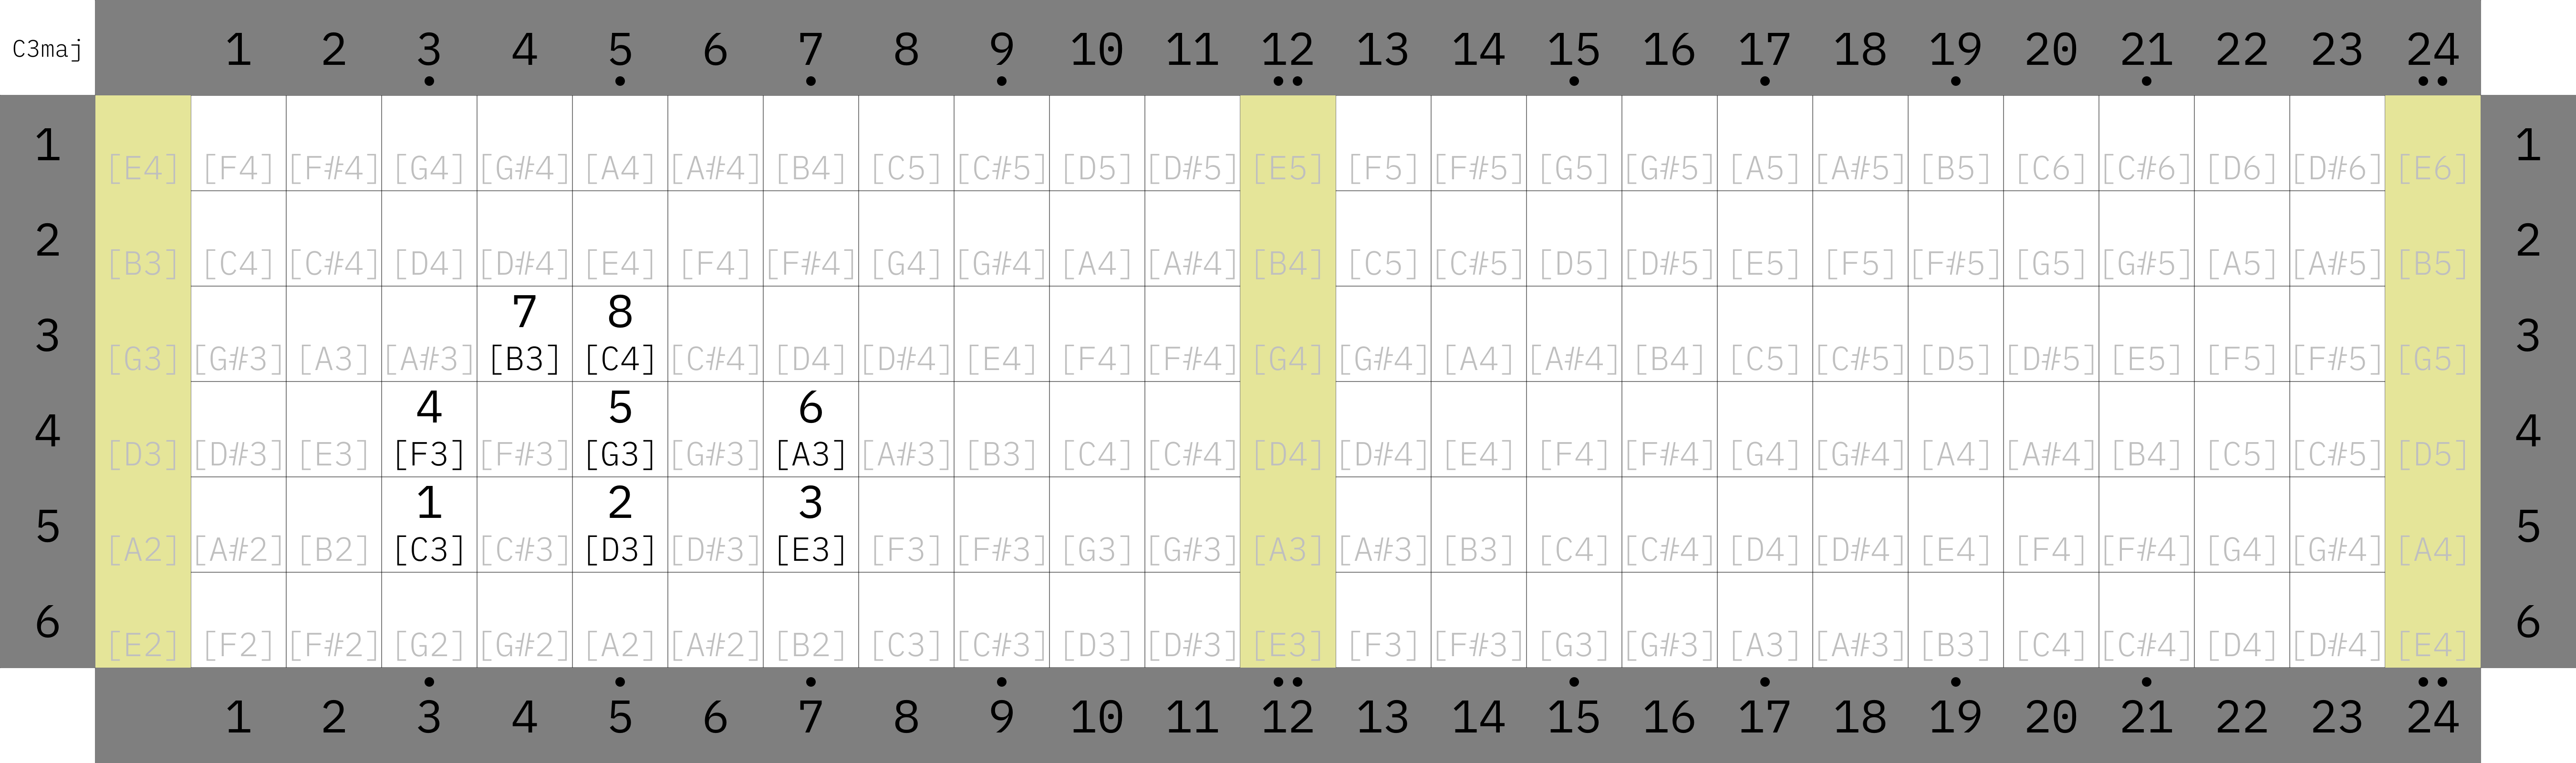 C3maj 1 2 3 4 5 6 7 8 9 10 11 12 13 14 15 16 17 18 19 20 21 22 23 24
1 [E4] [F4] [F#4] [G4] [G#4] [A4] [A#4] [B4] [C5] [C#5] [D5] [D#5] [E5] [F5] [F#5] [G5] [G#5] [A5] [A#5] [B5] [C6] [C#6] [D6] [D#6] [E6] 1
2 [B3] [C4] [C#4] [D4] [D#4] [E4] [F4] [F#4] [G4] [G#4] [A4] [A#4] [B4] [C5] [C#5] [D5] [D#5] [E5] [F5] [F#5] [G5] [G#5] [A5] [A#5] [B5] 2
7 8
3 [G3] [G#3] [A3] [A#3] [B3] [C4] [C#4] [D4] [D#4] [E4] [F4] [F#4] [G4] [G#4] [A4] [A#4] [B4] [C5] [C#5] [D5] [D#5] [E5] [F5] [F#5] [G5] 3
4 5 6
4 [D3] [D#3] [E3] [F3] [F#3] [G3] [G#3] [A3] [A#3] [B3] [C4] [C#4] [D4] [D#4] [E4] [F4] [F#4] [G4] [G#4] [A4] [A#4] [B4] [C5] [C#5] [D5] 4
1 2 3
5 [A2] [A#2] [B2] [C3] [C#3] [D3] [D#3] [E3] [F3] [F#3] [G3] [G#3] [A3] [A#3] [B3] [C4] [C#4] [D4] [D#4] [E4] [F4] [F#4] [G4] [G#4] [A4] 5
6 [E2] [F2] [F#2] [G2] [G#2] [A2] [A#2] [B2] [C3] [C#3] [D3] [D#3] [E3] [F3] [F#3] [G3] [G#3] [A3] [A#3] [B3] [C4] [C#4] [D4] [D#4] [E4] 6
1 2 3 4 5 6 7 8 9 10 11 12 13 14 15 16 17 18 19 20 21 22 23 24